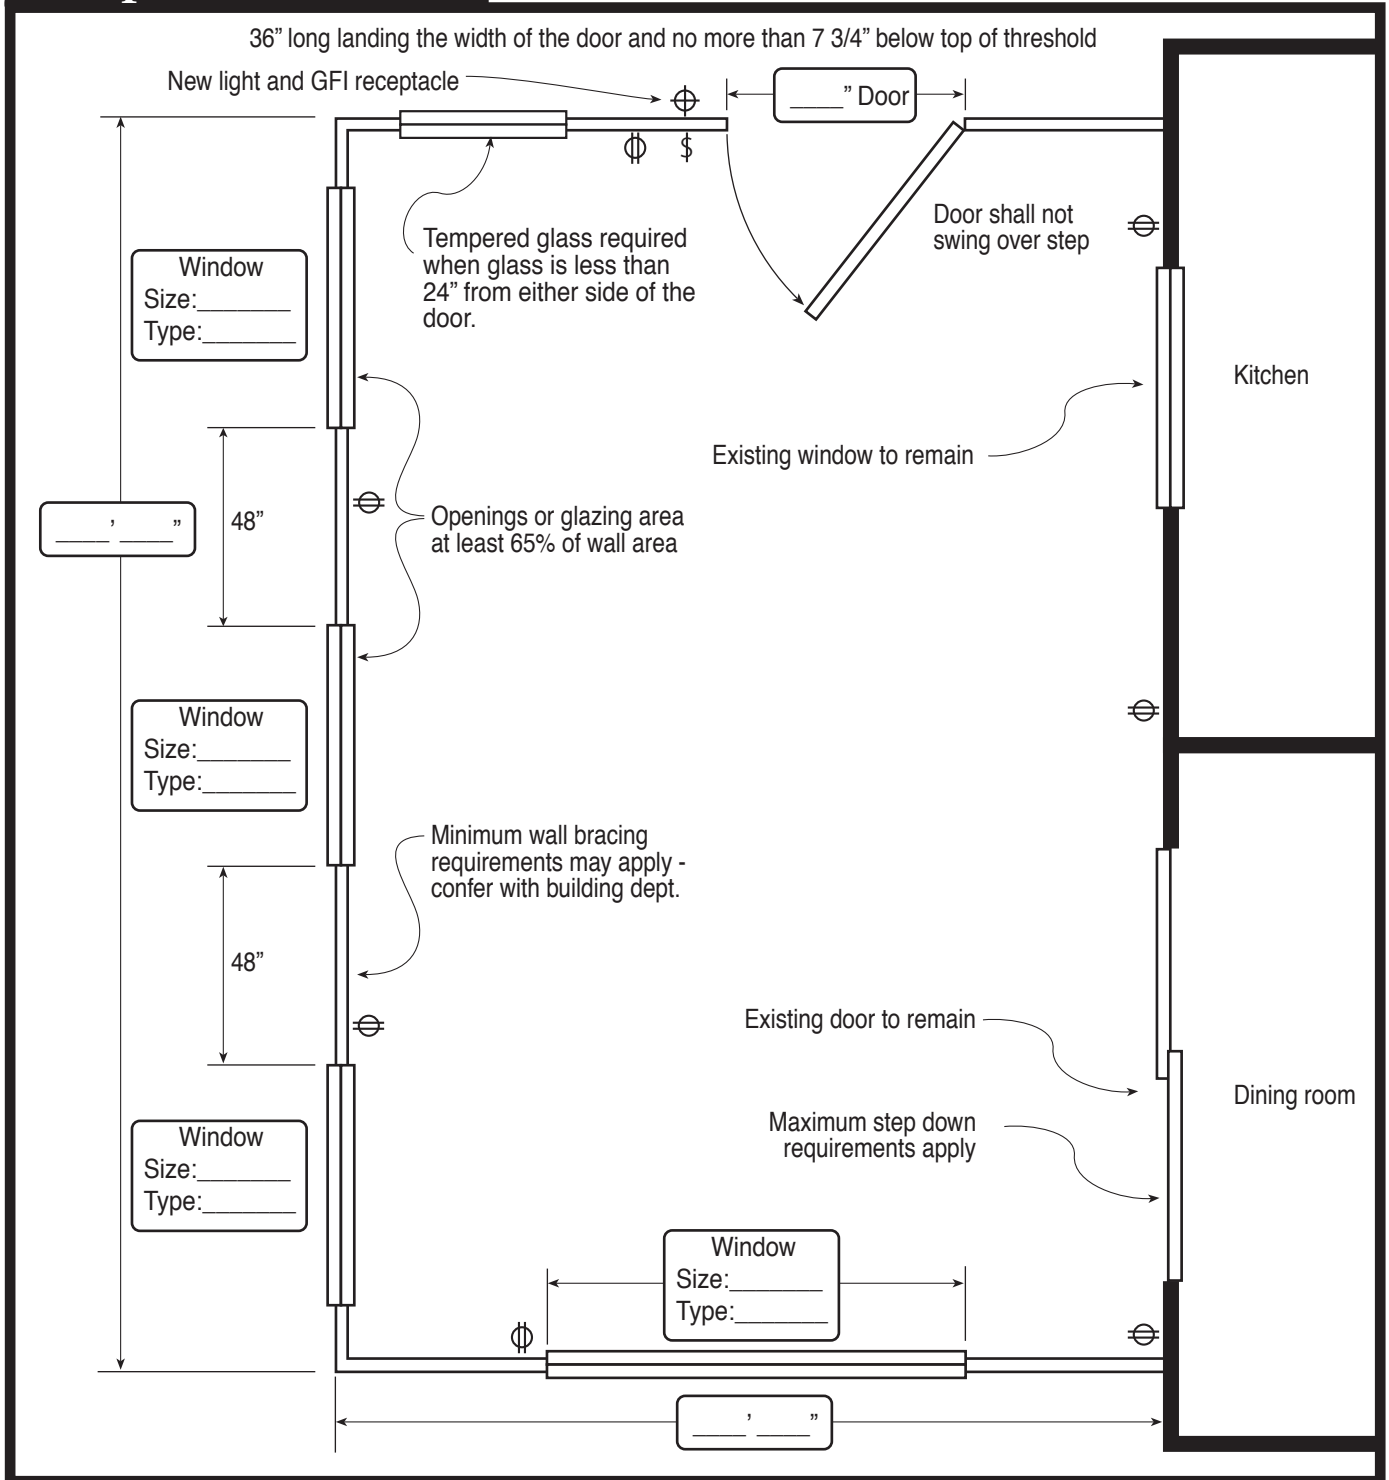 36” long landing the width of the door and no more than 7 3/4” below top of threshold
New light and GFI receptacle
____” Door
$
Door shall not
swing over step
Tempered glass required
when glass is less than
24” from either side of the
door.
Window
Size:_______
Type:_______
Kitchen
Existing window to remain
____’ ____”
48”
Openings or glazing area
at least 65% of wall area
Window
Size:_______
Type:_______
Minimum wall bracing
requirements may apply -
confer with building dept.
48”
Existing door to remain
Dining room
Maximum step down
requirements apply
Window
Size:_______
Type:_______
Window
Size:_______
Type:_______
____’ ____”